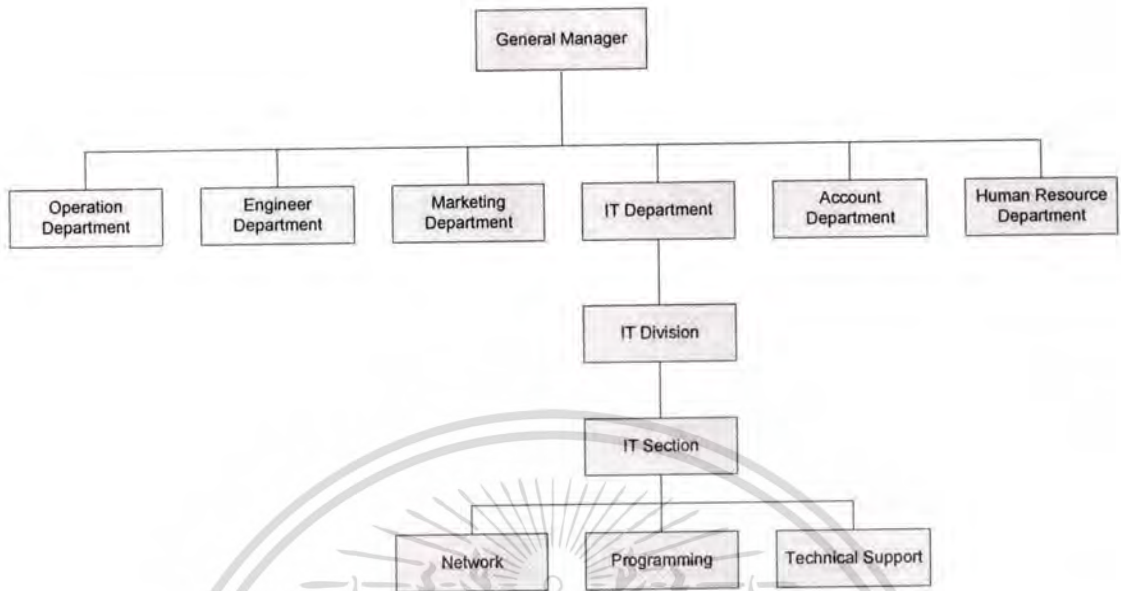 General Manager
Operation
Department
Engineer
Department
Marketing
Department
IT Department
Account
Department
Human Resource
Department
IT Division
IT Section
Network
Programming
Technical Support